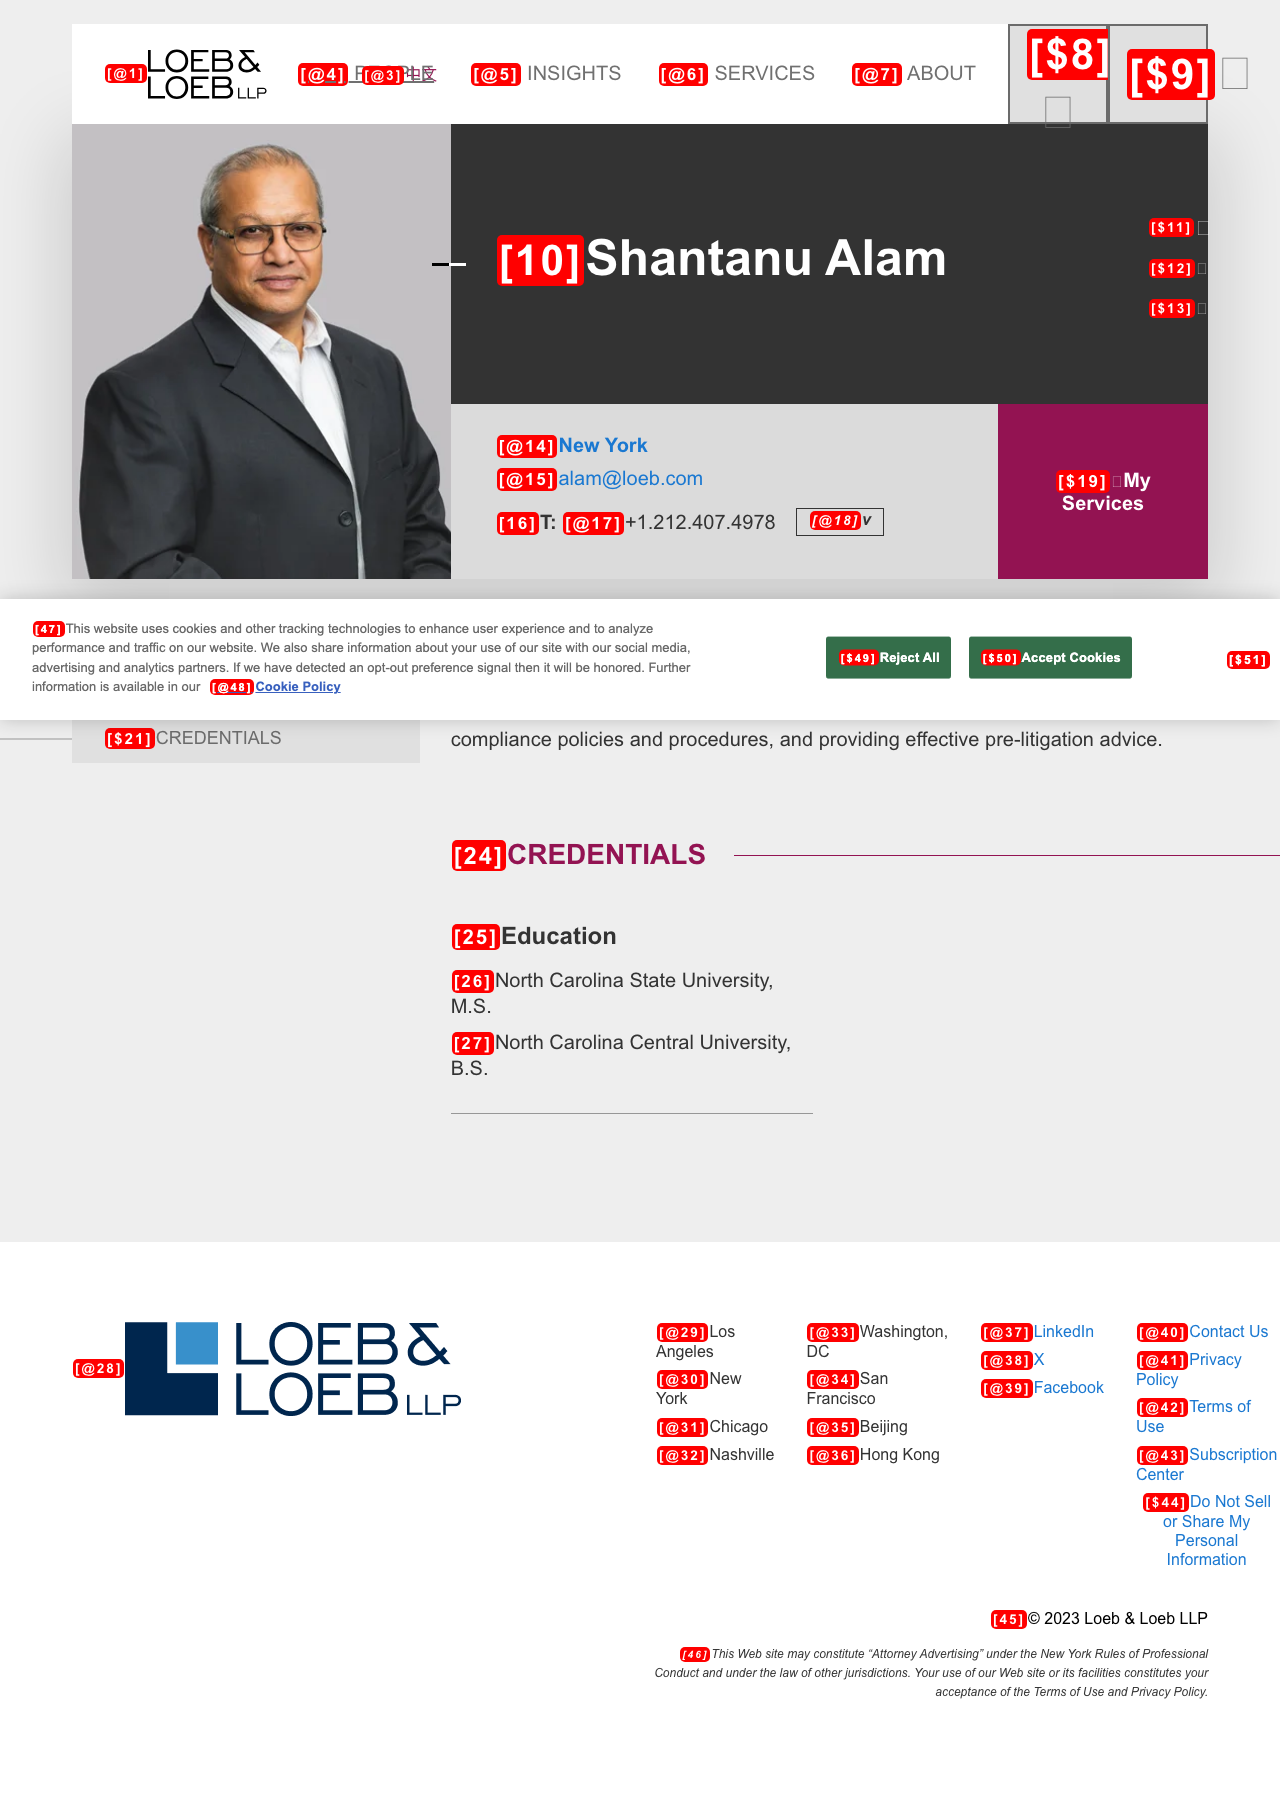 [@1] LOEB &
LOEB LLP
[@4] PEOPLE
[@3] 中文
[@5] INSIGHTS
[@6] SERVICES
[@7] ABOUT
[$8]
[$9]
[10]Shantanu Alam
[$11]
[$12]
[$13]
[@14]New York
[@15]alam@loeb.com
[16]T: [@17]+1.212.407.4978
[@18]v
[$19] My
Services
[47]This website uses cookies and other tracking technologies to enhance user experience and to analyze
performance and traffic on our website. We also share information about your use of our site with our social media,
advertising and analytics partners. If we have detected an opt-out preference signal then it will be honored. Further
information is available in our [@48]Cookie Policy
[$49]Reject All
[$50]Accept Cookies
[$51]
[$21]CREDENTIALS
compliance policies and procedures, and providing effective pre-litigation advice.
[24]CREDENTIALS
[25]Education
[26]North Carolina State University,
M.S.
[27]North Carolina Central University,
B.S.
[@28] LOEB &
LOEB LLP
[@29]Los
Angeles
[@30]New
York
[@31]Chicago
[@32]Nashville
[@33]Washington,
DC
[@34]San
Francisco
[@35]Beijing
[@36]Hong Kong
[@37]LinkedIn
[@38]X
[@39]Facebook
[@40]Contact Us
[@41]Privacy
Policy
[@42]Terms of
Use
[@43]Subscription
Center
[$44]Do Not Sell
or Share My
Personal
Information
[45]© 2023 Loeb & Loeb LLP
[46]This Web site may constitute “Attorney Advertising” under the New York Rules of Professional
Conduct and under the law of other jurisdictions. Your use of our Web site or its facilities constitutes your
acceptance of the Terms of Use and Privacy Policy.